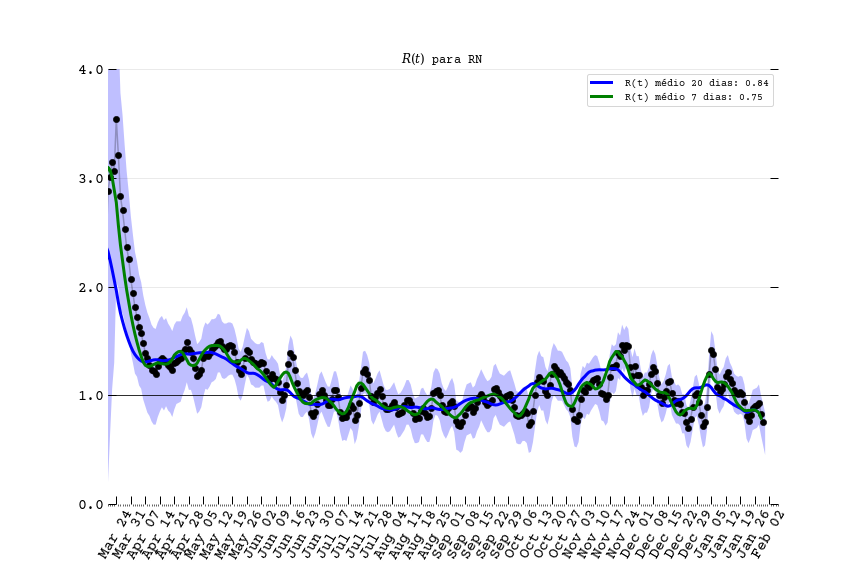 R(t) para RN
R(t) médio 20 dias: 0.84
R(t) médio 7 dias: 0.75
4.0
3.0
2.0
1.0
0.0
Mar 24
Mar 31
Apr 07
Apr 14
Apr 21
Apr 28
May 05
May 12
May 19
May 26
Jun 02
Jun 09
Jun 16
Jun 23
Jun 30
Jul 07
Jul 14
Jul 21
Jul 28
Aug 04
Aug 11
Aug 18
Aug 25
Sep 01
Sep 08
Sep 15
Sep 22
Sep 29
Oct 06
Oct 13
Oct 20
Oct 27
Nov 03
Nov 10
Nov 17
Nov 24
Dec 01
Dec 08
Dec 15
Dec 22
Dec 29
Jan 05
Jan 12
Jan 19
Jan 26
Feb 02